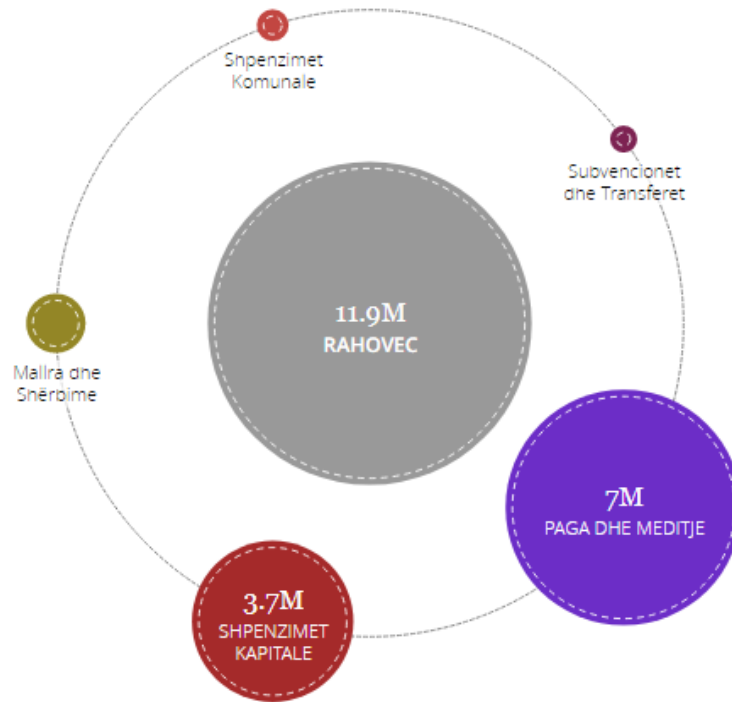 Shpenzimet
Komunale
Subvencionet
dhe Transferet
11.9M
RAHOVEC
Mallra dhe
Shërbime
7M
PAGA DHE MEDITJE
3.7M
SHPENZIMET
KAPITALE